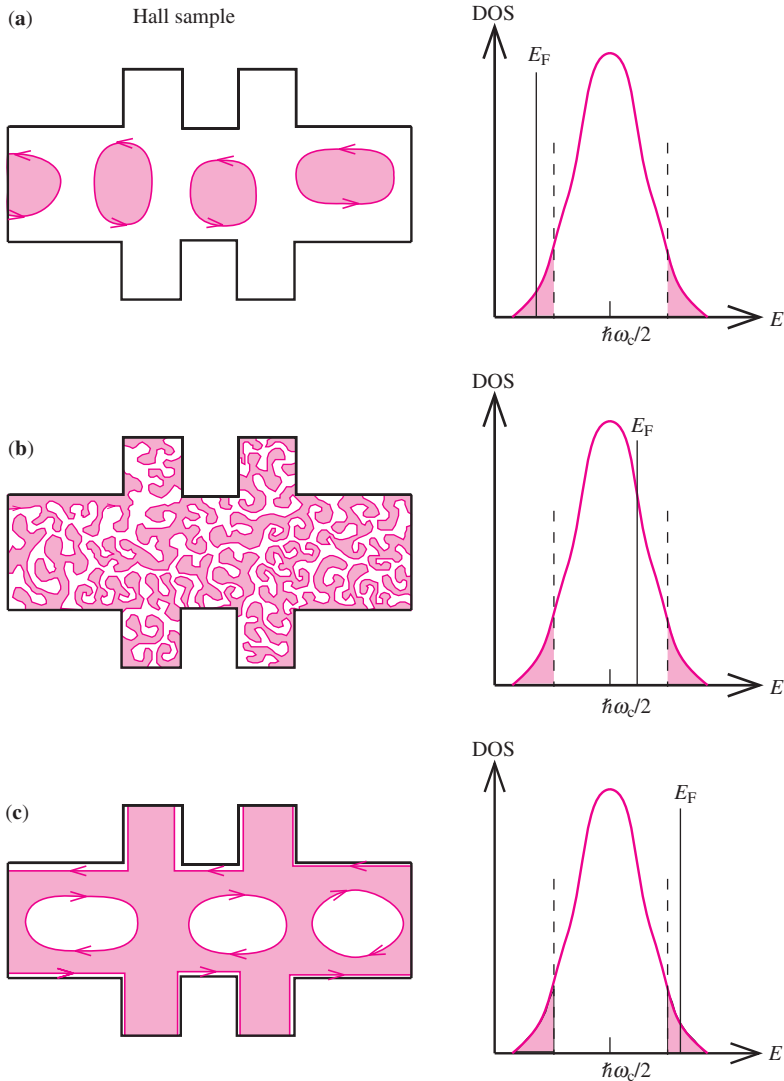 (a)
Hall sample
DOS
E_F
ħω_c/2
E
(b)
DOS
E_F
ħω_c/2
E
(c)
DOS
E_F
ħω_c/2
E